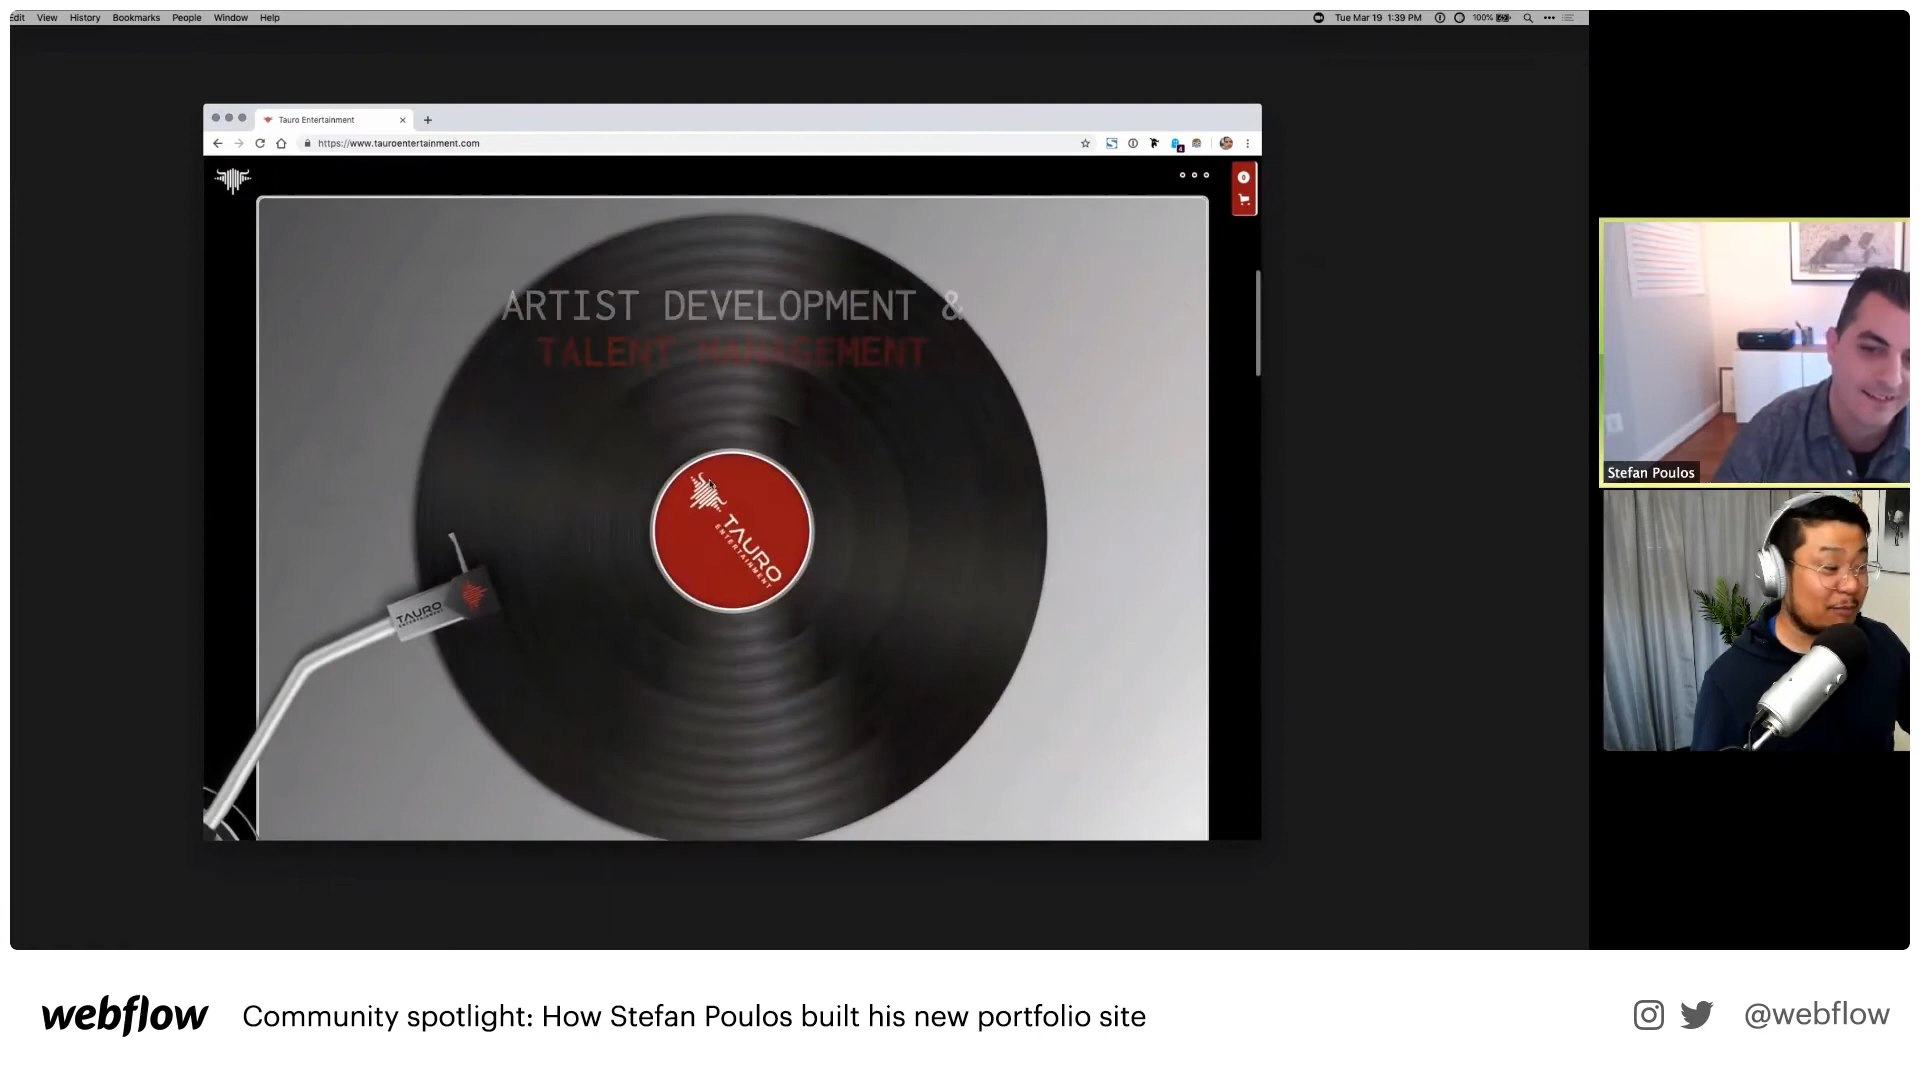 Edit View History Bookmarks People Window Help
Tue Mar 19 1:39 PM
100%
Tauro Entertainment
https://www.tauroentertainment.com
0
ARTIST DEVELOPMENT &
TALENT MANAGEMENT
TAURO
ENTERTAINMENT
TAURO
ENTERTAINMENT
Stefan Poulos
webflow
Community spotlight: How Stefan Poulos built his new portfolio site
@webflow